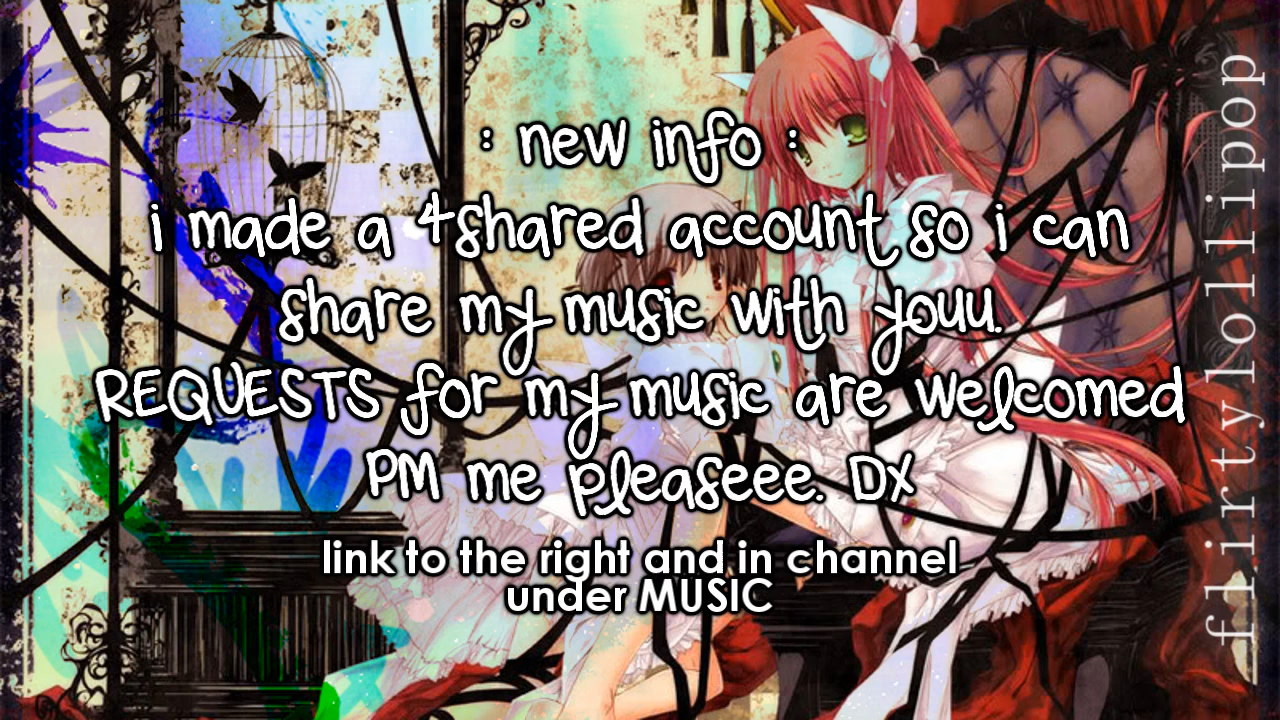 : new info :
i made a 4shared account so i can
share my music with youu.
REQUESTS for my music are welcomed
PM me pleaseee. DX
link to the right and in channel
under MUSIC
flirtylollipop